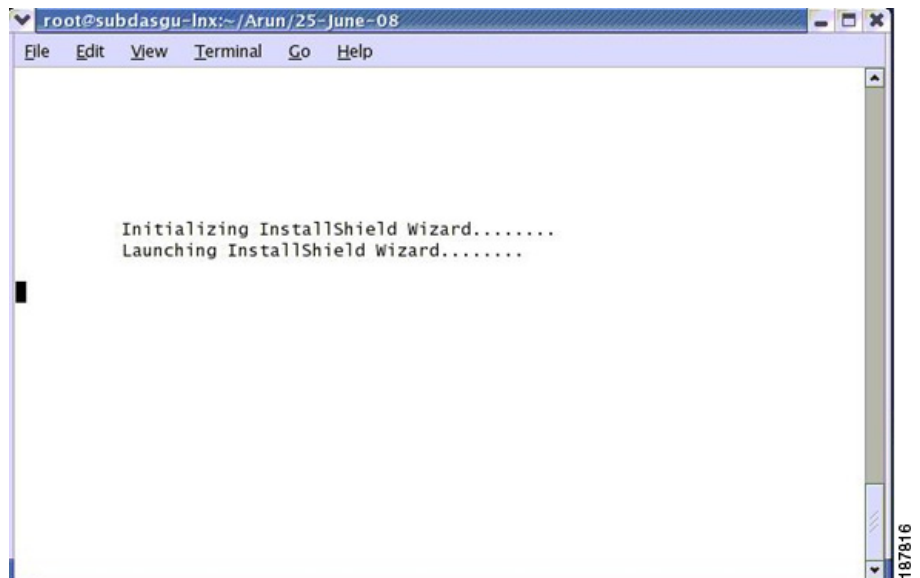 root@subdasgu-lnx:~/Arun/25-June-08
File Edit View Terminal Go Help
Initializing InstallShield Wizard........
Launching InstallShield Wizard........
187816